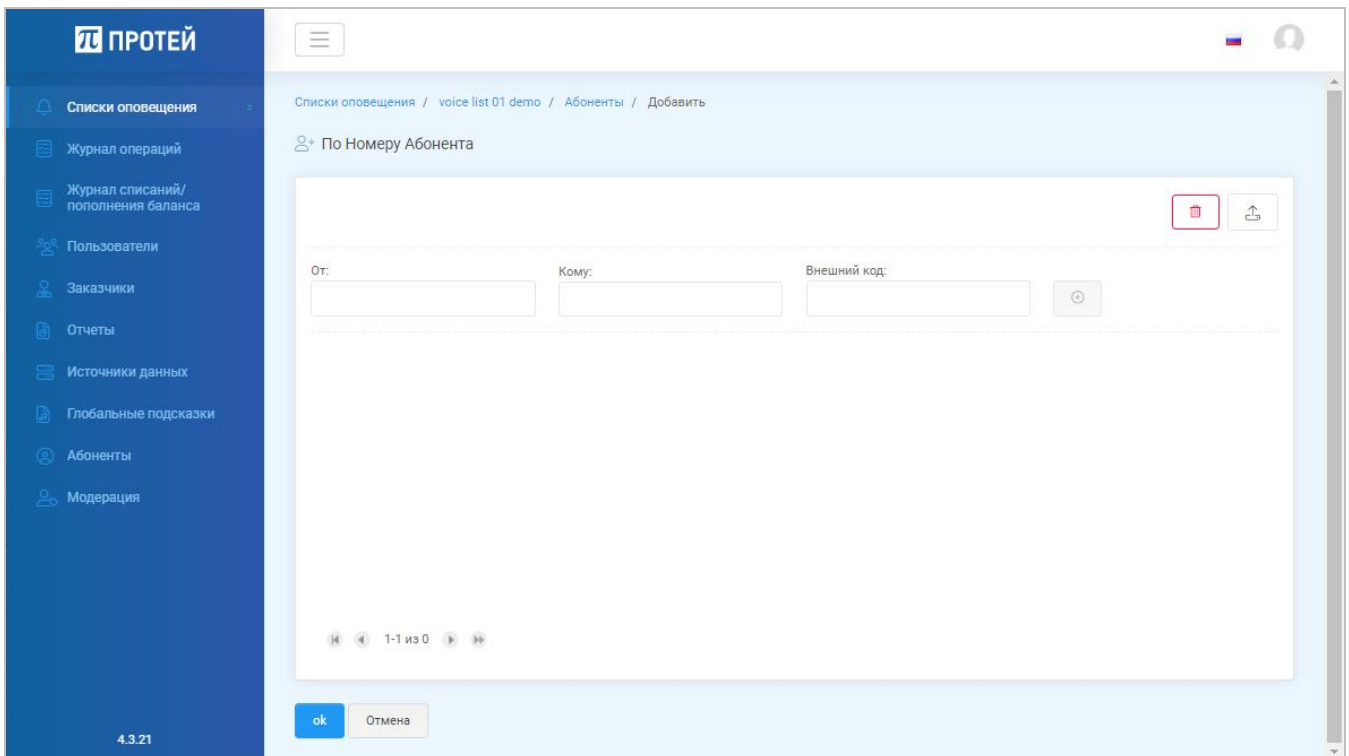 ПРОТЕЙ
Списки оповещения
Журнал операций
Журнал списаний/
пополнения баланса
Пользователи
Заказчики
Отчеты
Источники данных
Глобальные подсказки
Абоненты
Модерация
4.3.21
Списки оповещения / voice list 01 demo / Абоненты / Добавить
По Номеру Абонента
От: Кому: Внешний код:
1-1 из 0
ok Отмена